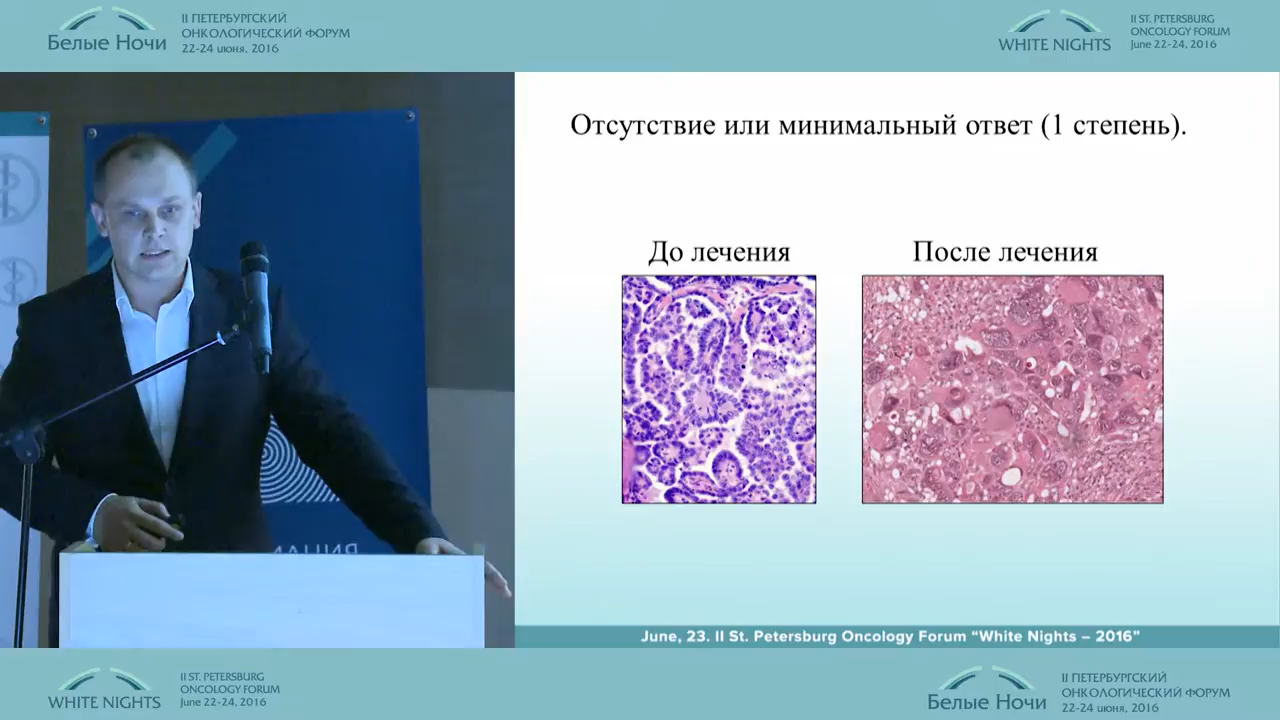 Белые Ночи
II ПЕТЕРБУРГСКИЙ
ОНКОЛОГИЧЕСКИЙ ФОРУМ
22-24 июня, 2016
WHITE NIGHTS
II ST. PETERSBURG
ONCOLOGY FORUM
June 22-24, 2016
Отсутствие или минимальный ответ (1 степень).
До лечения
После лечения
June, 23. II St. Petersburg Oncology Forum “White Nights – 2016”
WHITE NIGHTS
II ST. PETERSBURG
ONCOLOGY FORUM
June 22-24, 2016
Белые Ночи
II ПЕТЕРБУРГСКИЙ
ОНКОЛОГИЧЕСКИЙ ФОРУМ
22-24 июня, 2016